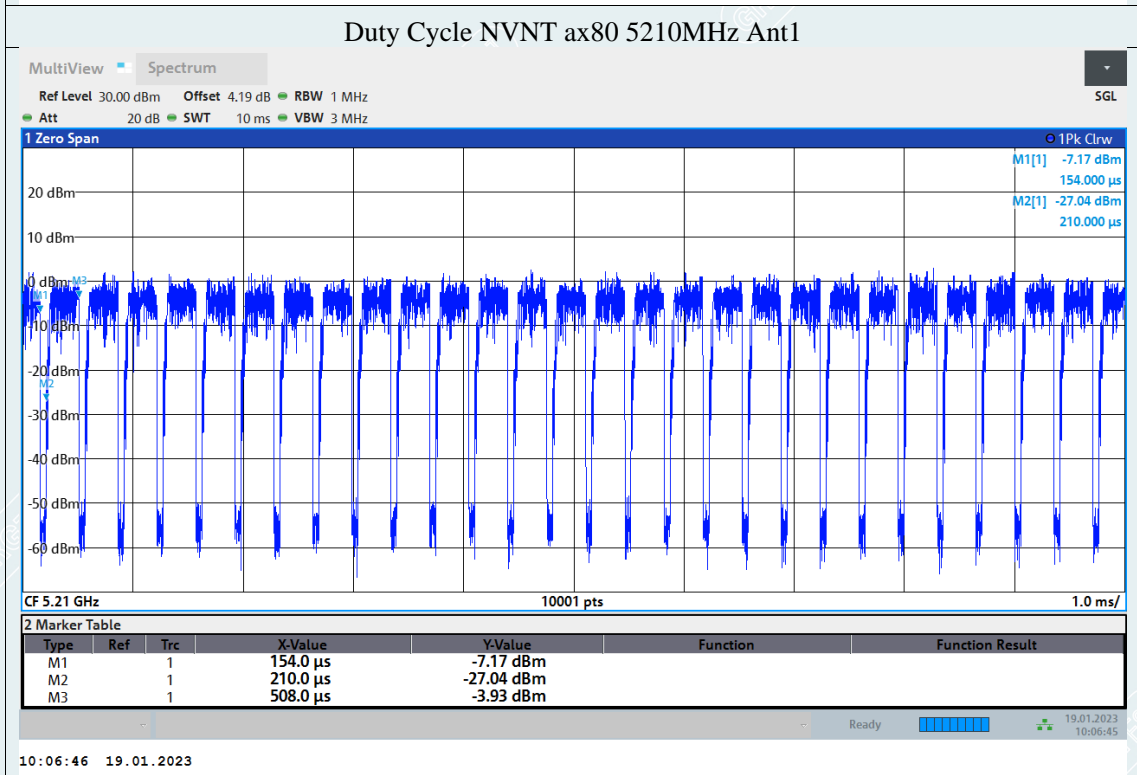 Duty Cycle NVNT ax80 5210MHz Ant1
MultiView Spectrum
Ref Level 30.00 dBm Offset 4.19 dB RBW 1 MHz SGL
Att 20 dB SWT 10 ms VBW 3 MHz
1 Zero Span 1Pk Clrw
M1[1] -7.17 dBm
154.000 µs
20 dBm M2[1] -27.04 dBm
210.000 µs
10 dBm
0 dBm M3
M1
-10 dBm
-20 dBm
M2
-30 dBm
-40 dBm
-50 dBm
-60 dBm
CF 5.21 GHz 10001 pts 1.0 ms/
2 Marker Table
Type Ref Trc X-Value Y-Value Function Function Result
M1 1 154.0 µs -7.17 dBm
M2 1 210.0 µs -27.04 dBm
M3 1 508.0 µs -3.93 dBm
Ready 19.01.2023
10:06:45
10:06:46 19.01.2023